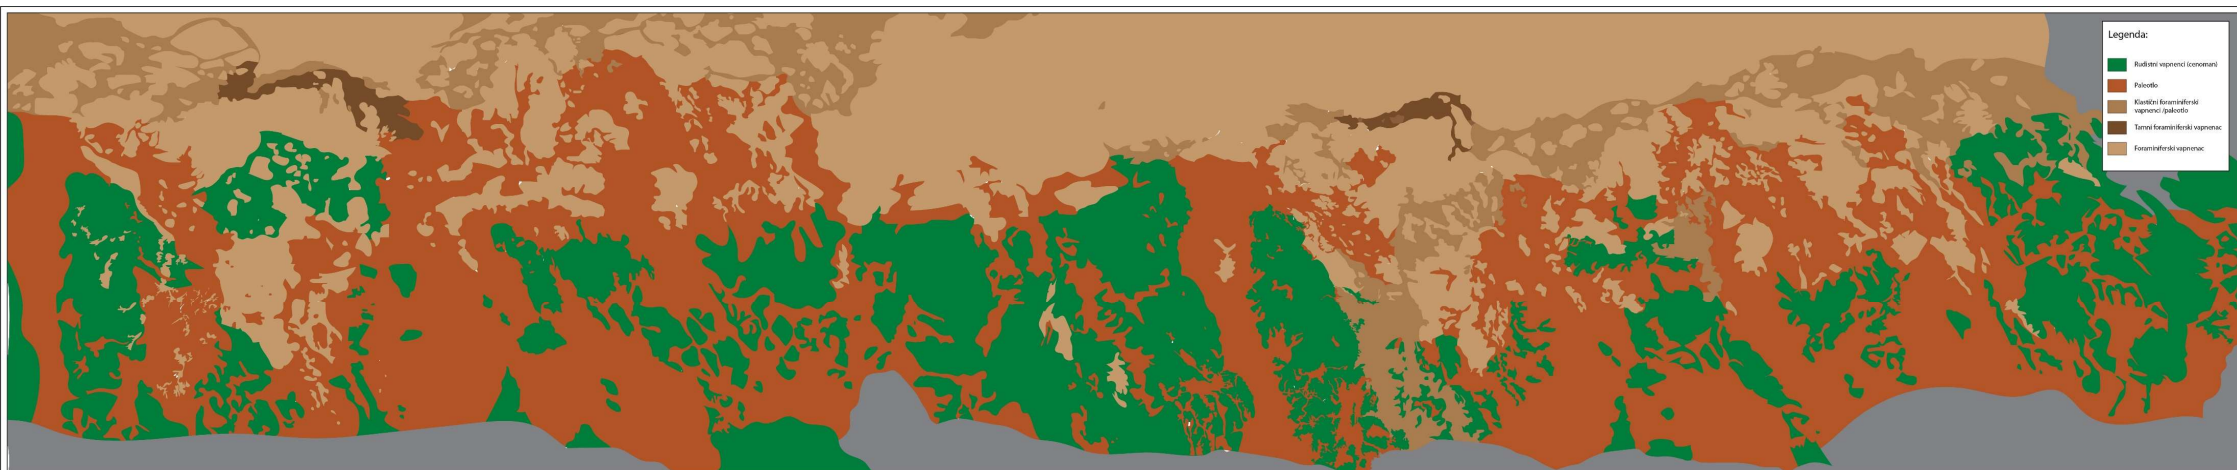 Legenda:
Rudistni vapnenci (cenoman)
Paleotlo
Klastični foraminiferski
vapnenci /paleotlo
Tamni foraminiferski vapnenac
Foraminiferski vapnenac